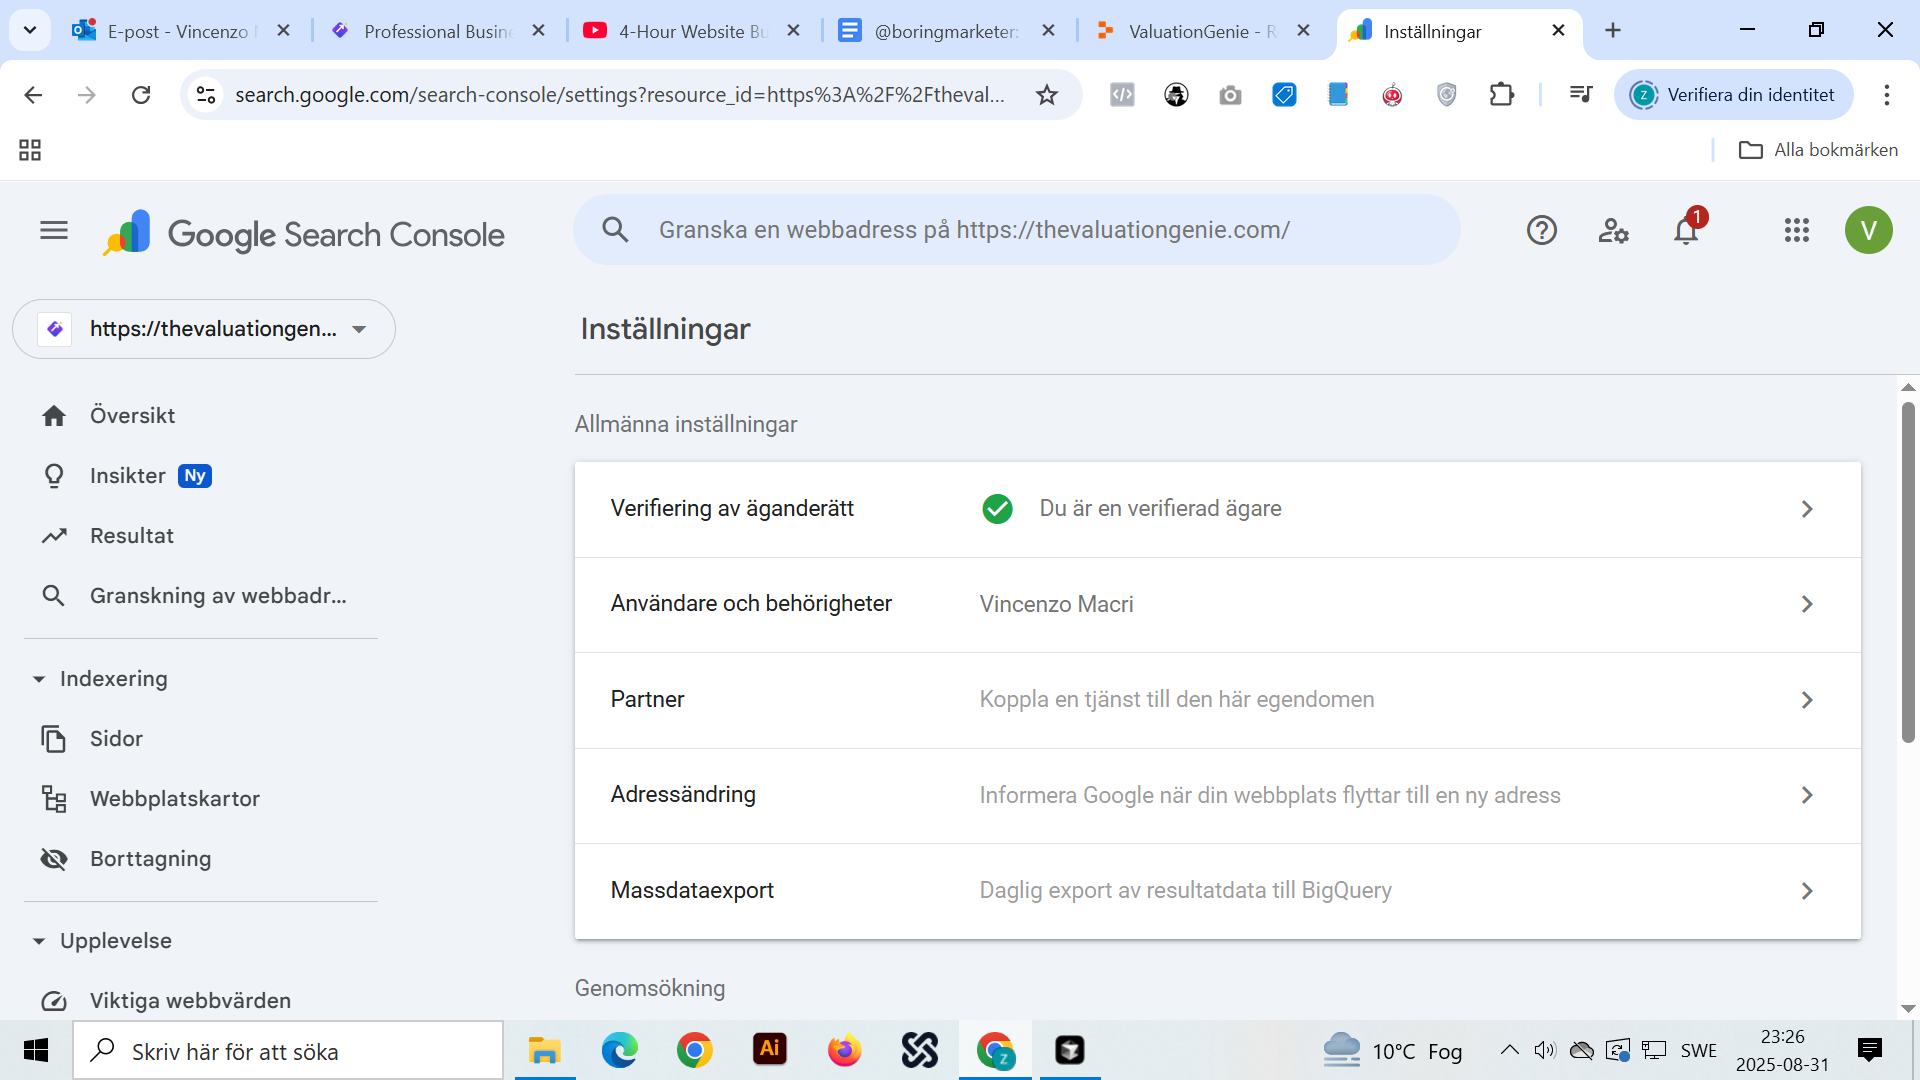 E-post - Vincenzo
Professional Busin
4-Hour Website Bu
@boringmarketer:
ValuationGenie - R
Inställningar
search.google.com/search-console/settings?resource_id=https%3A%2F%2Ftheval...
Verifiera din identitet
Alla bokmärken
Google Search Console
Granska en webbadress på https://thevaluationgenie.com/
1
V
https://thevaluationgen...
Inställningar
Översikt
Insikter Ny
Resultat
Granskning av webbadr...
Indexering
Sidor
Webbplatskartor
Borttagning
Upplevelse
Viktiga webbvärden
Allmänna inställningar
Verifiering av äganderätt Du är en verifierad ägare
Användare och behörigheter Vincenzo Macri
Partner Koppla en tjänst till den här egendomen
Adressändring Informera Google när din webbplats flyttar till en ny adress
Massdataexport Daglig export av resultatdata till BigQuery
Genomsökning
Skriv här för att söka
Ai
Z
10°C Fog
SWE
23:26
2025-08-31